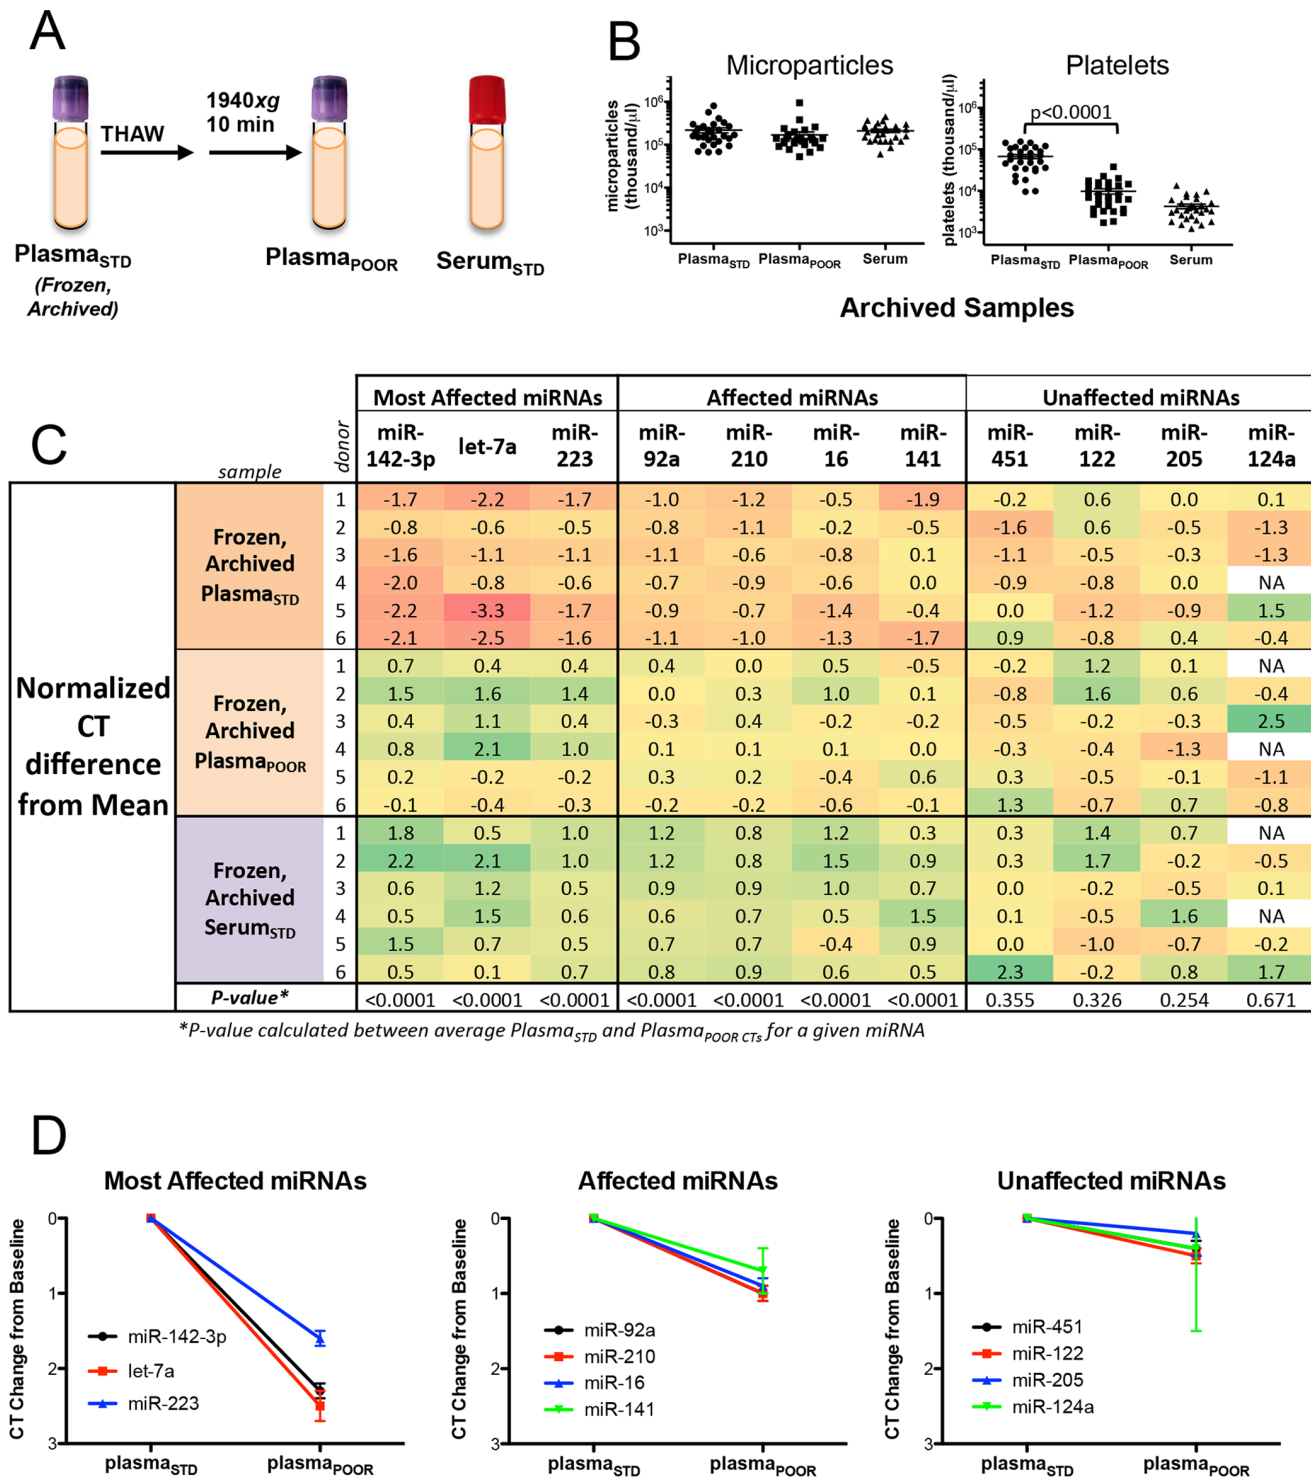 A
THAW
1940xg
10 min
PlasmaSTD
(Frozen,
Archived)
PlasmaPOOR
SerumSTD
B
Microparticles
microparticles
(thousand/µl)
10^6
10^5
10^4
10^3
PlasmaSTD PlasmaPOOR Serum
Platelets
platelets (thousand/µl)
10^6
10^5
10^4
10^3
p<0.0001
PlasmaSTD PlasmaPOOR Serum
Archived Samples
C
Most Affected miRNAs Affected miRNAs Unaffected miRNAs
sample donor miR-142-3p let-7a miR-223 miR-92a miR-210 miR-16 miR-141 miR-451 miR-122 miR-205 miR-124a
Normalized
CT
difference
from Mean
Frozen,
Archived
PlasmaSTD
1 -1.7 -2.2 -1.7 -1.0 -1.2 -0.5 -1.9 -0.2 0.6 0.0 0.1
2 -0.8 -0.6 -0.5 -0.8 -1.1 -0.2 -0.5 -1.6 0.6 -0.5 -1.3
3 -1.6 -1.1 -1.1 -1.1 -0.6 -0.8 0.1 -1.1 -0.5 -0.3 -1.3
4 -2.0 -0.8 -0.6 -0.7 -0.9 -0.6 0.0 -0.9 -0.8 0.0 NA
5 -2.2 -3.3 -1.7 -0.9 -0.7 -1.4 -0.4 0.0 -1.2 -0.9 1.5
6 -2.1 -2.5 -1.6 -1.1 -1.0 -1.3 -1.7 0.9 -0.8 0.4 -0.4
Frozen,
Archived
PlasmaPOOR
1 0.7 0.4 0.4 0.4 0.0 0.5 -0.5 -0.2 1.2 0.1 NA
2 1.5 1.6 1.4 0.0 0.3 1.0 0.1 -0.8 1.6 0.6 -0.4
3 0.4 1.1 0.4 -0.3 0.4 -0.2 -0.2 -0.5 -0.2 -0.3 2.5
4 0.8 2.1 1.0 0.1 0.1 0.1 0.0 -0.3 -0.4 -1.3 NA
5 0.2 -0.2 -0.2 0.3 0.2 -0.4 0.6 0.3 -0.5 -0.1 -1.1
6 -0.1 -0.4 -0.3 -0.2 -0.2 -0.6 -0.1 1.3 -0.7 0.7 -0.8
Frozen,
Archived
SerumSTD
1 1.8 0.5 1.0 1.2 0.8 1.2 0.3 0.3 1.4 0.7 NA
2 2.2 2.1 1.0 1.2 0.8 1.5 0.9 0.3 1.7 -0.2 -0.5
3 0.6 1.2 0.5 0.9 0.9 1.0 0.7 0.0 -0.2 -0.5 0.1
4 0.5 1.5 0.6 0.6 0.7 0.5 1.5 0.1 -0.5 1.6 NA
5 1.5 0.7 0.5 0.7 0.7 -0.4 0.9 0.0 -1.0 -0.7 -0.2
6 0.5 0.1 0.7 0.8 0.9 0.6 0.5 2.3 -0.2 0.8 1.7
P-value* <0.0001 <0.0001 <0.0001 <0.0001 <0.0001 <0.0001 <0.0001 0.355 0.326 0.254 0.671
*P-value calculated between average PlasmaSTD and PlasmaPOOR CTs for a given miRNA
D
Most Affected miRNAs
CT Change from Baseline
0
1
2
3
miR-142-3p
let-7a
miR-223
plasmaSTD plasmaPOOR
Affected miRNAs
CT Change from Baseline
0
1
2
3
miR-92a
miR-210
miR-16
miR-141
plasmaSTD plasmaPOOR
Unaffected miRNAs
CT Change from Baseline
0
1
2
3
miR-451
miR-122
miR-205
miR-124a
plasmaSTD plasmaPOOR